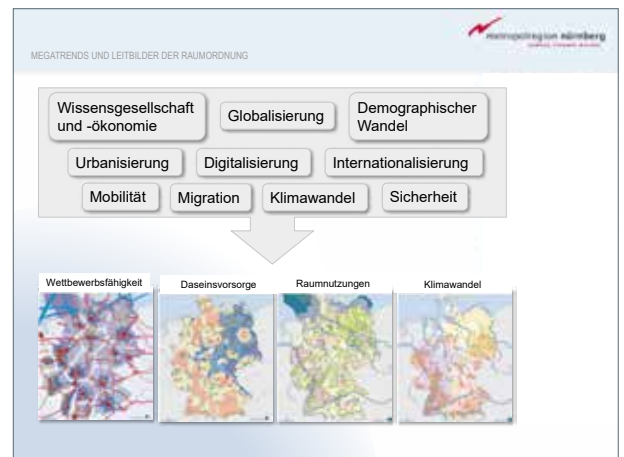 metropolregion nürnberg
MEGATRENDS UND LEITBILDER DER RAUMORDNUNG
Wissensgesellschaft
und -ökonomie
Globalisierung
Demographischer
Wandel
Urbanisierung
Digitalisierung
Internationalisierung
Mobilität
Migration
Klimawandel
Sicherheit
Wettbewerbsfähigkeit
Daseinsvorsorge
Raumnutzungen
Klimawandel